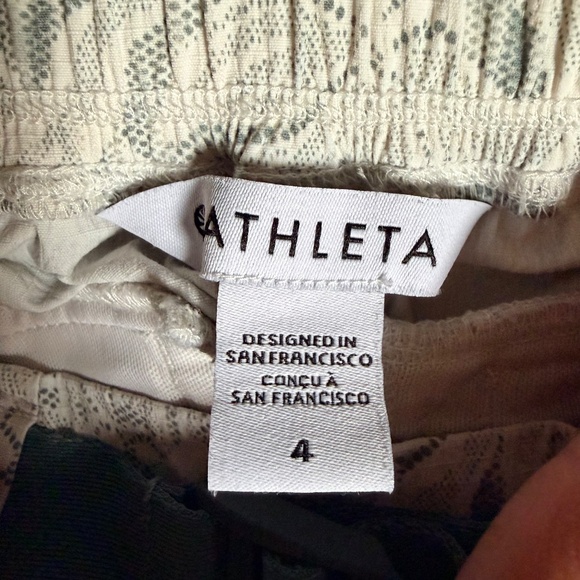 ATHLETA
DESIGNED IN
SAN FRANCISCO
CONÇU À
SAN FRANCISCO
4